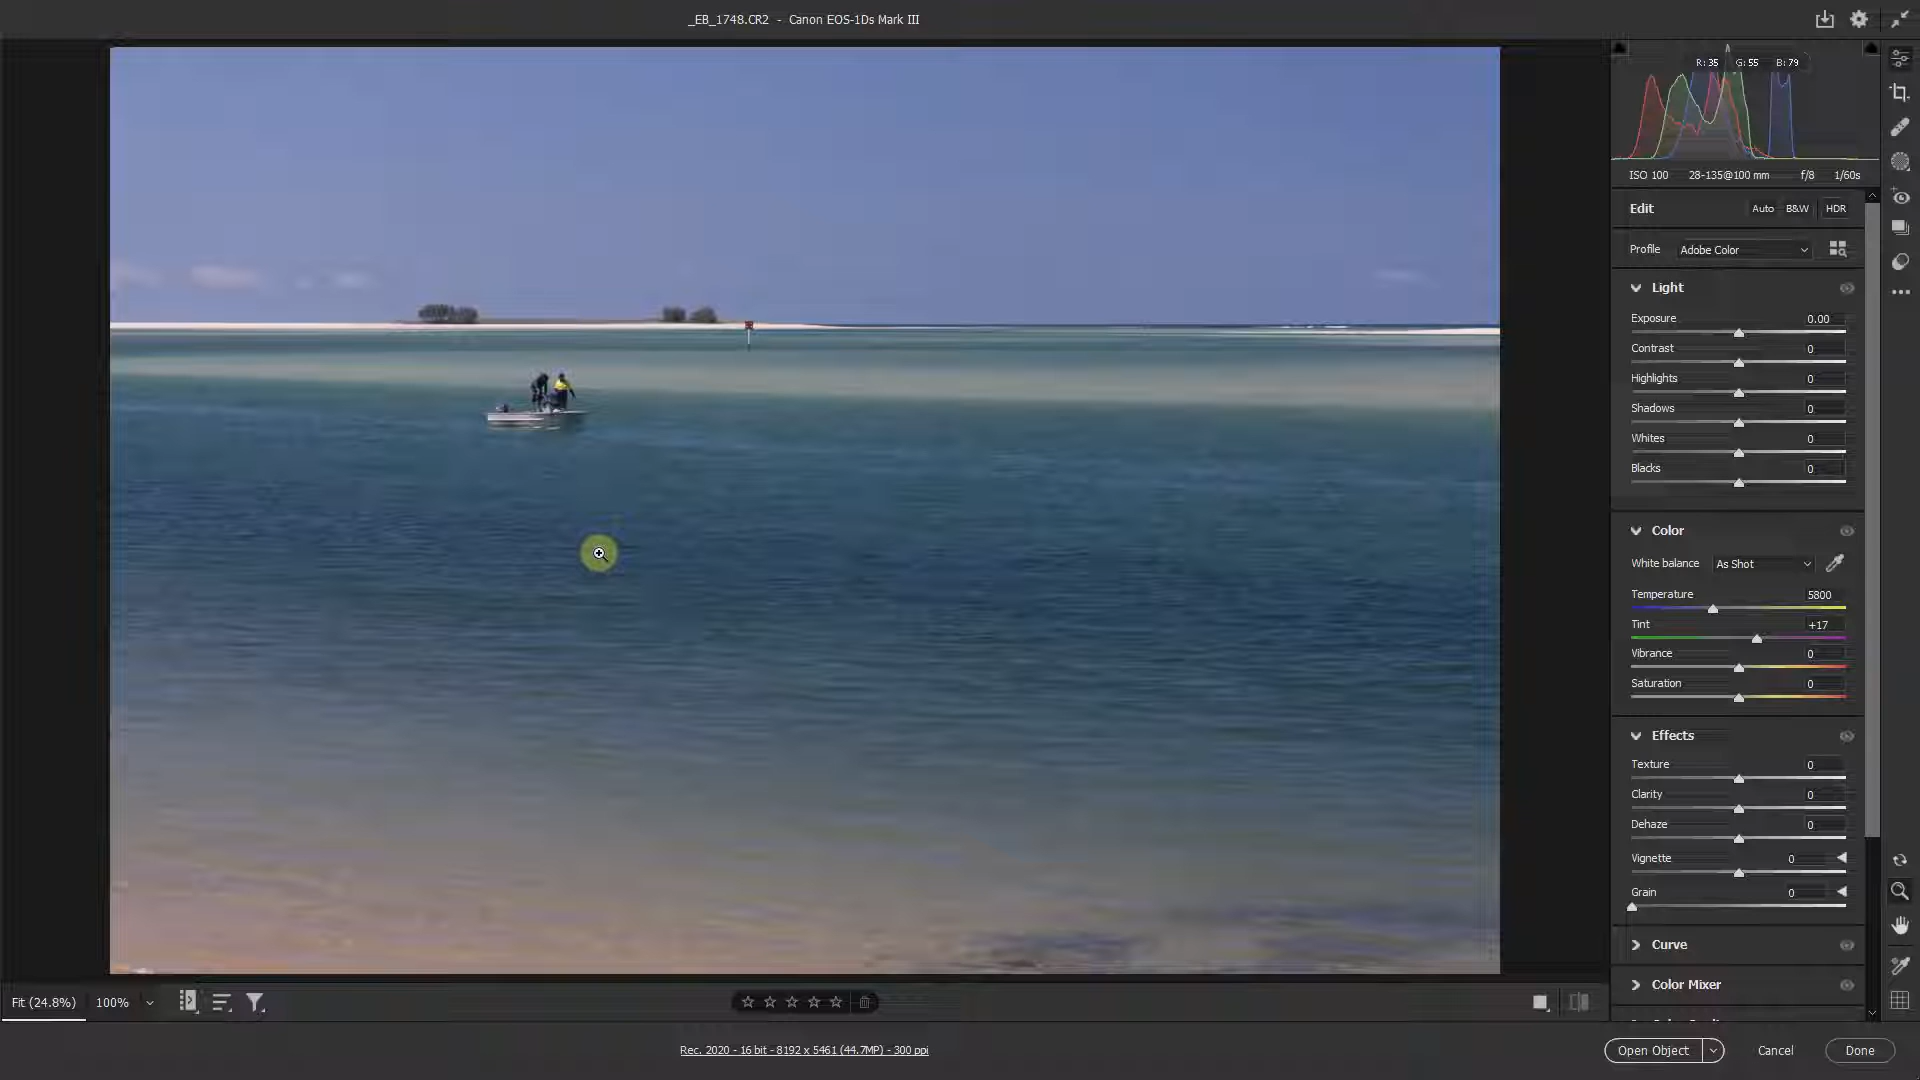 _EB_1748.CR2 - Canon EOS-1Ds Mark III
R: 35 G: 55 B: 79
ISO 100 28-135@100 mm f/8 1/60s
Edit Auto B&W HDR
Profile Adobe Color
Light
Exposure 0.00
Contrast 0
Highlights 0
Shadows 0
Whites 0
Blacks 0
Color
White balance As Shot
Temperature 5800
Tint +17
Vibrance 0
Saturation 0
Effects
Texture 0
Clarity 0
Dehaze 0
Vignette 0
Grain 0
Curve
Color Mixer
Fit (24.8%) 100%
Rec. 2020 - 16 bit - 8192 x 5461 (44.7MP) - 300 ppi
Open Object Cancel Done